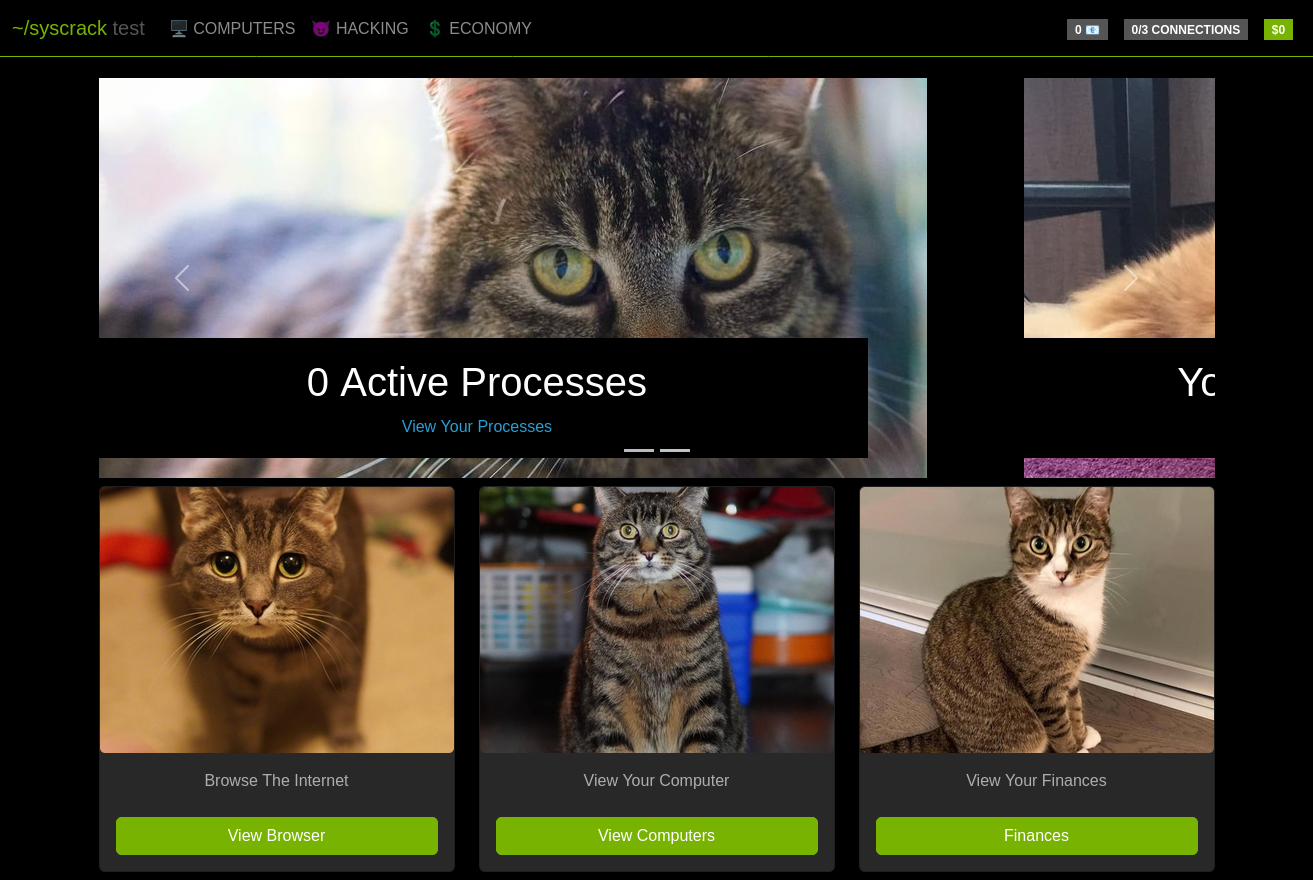 ~/syscrack test 🖥️ COMPUTERS 😈 HACKING 💲 ECONOMY 0 📧 0/3 CONNECTIONS $0
0 Active Processes
Yo
View Your Processes
Browse The Internet
View Your Computer
View Your Finances
View Browser
View Computers
Finances